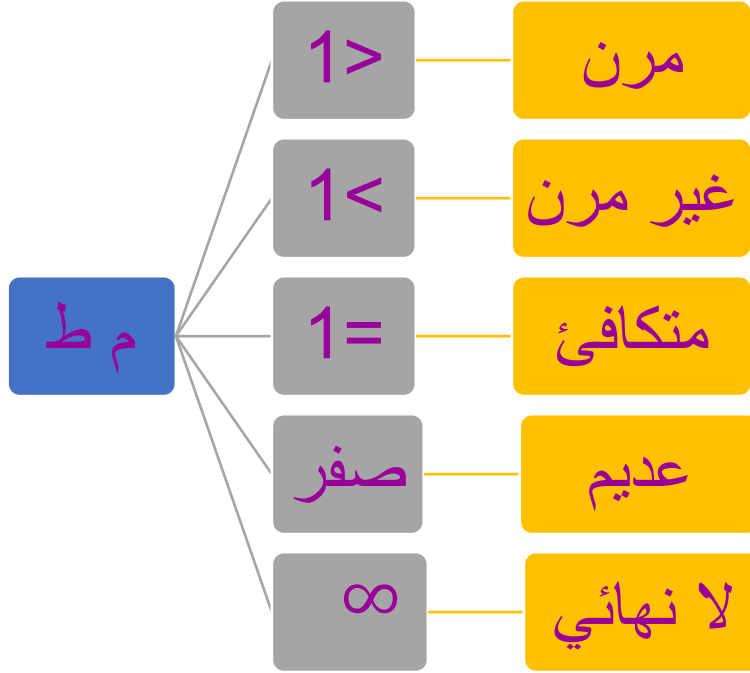 م ط
1>
مرن
1<
غير مرن
1=
متكافئ
صفر
عديم
∞
لا نهائي